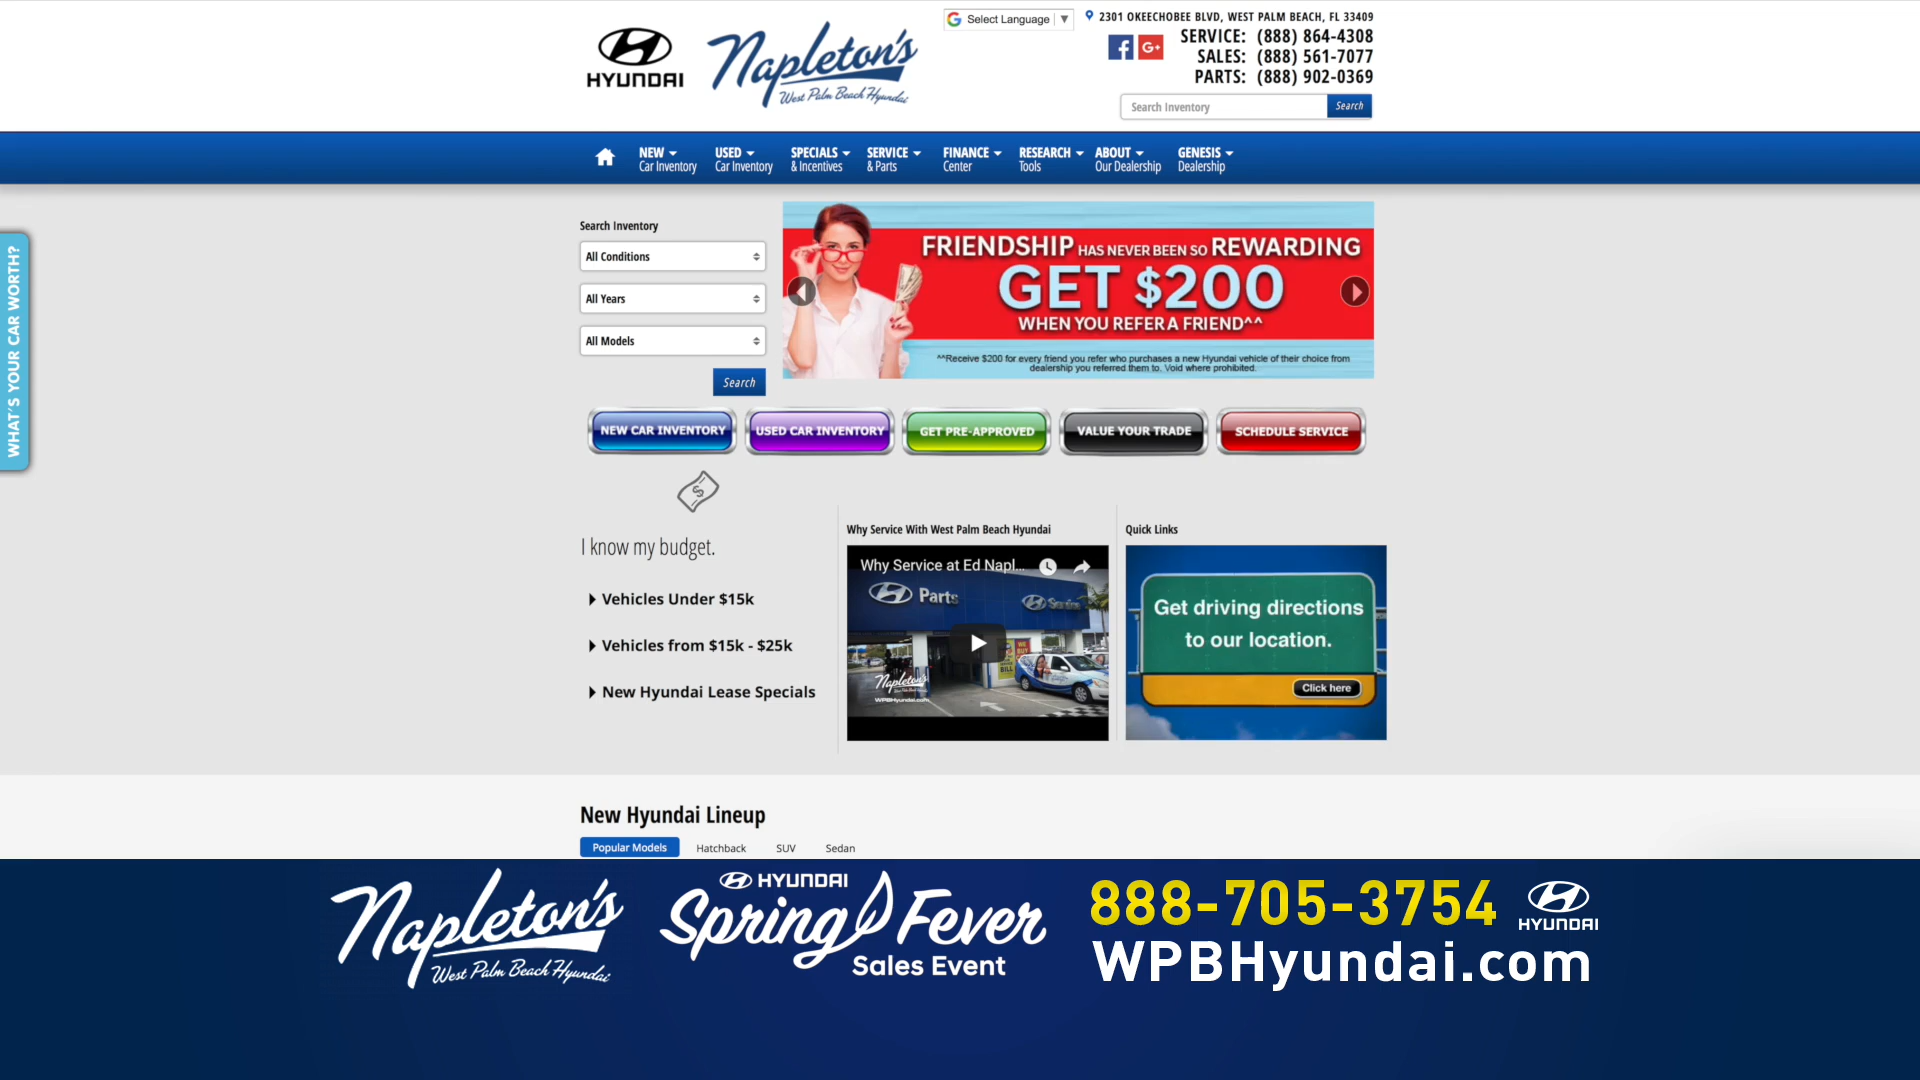 Select Language ▼
2301 OKEECHOBEE BLVD, WEST PALM BEACH, FL 33409
SERVICE: (888) 864-4308
SALES: (888) 561-7077
PARTS: (888) 902-0369
HYUNDAI
Napleton's
West Palm Beach Hyundai
Search Inventory
Search
NEW
Car Inventory
USED
Car Inventory
SPECIALS
& Incentives
SERVICE
& Parts
FINANCE
Center
RESEARCH
Tools
ABOUT
Our Dealership
GENESIS
Dealership
WHAT'S YOUR CAR WORTH?
Search Inventory
All Conditions
All Years
All Models
Search
FRIENDSHIP HAS NEVER BEEN SO REWARDING
GET $200
WHEN YOU REFER A FRIEND^^
^^Receive $200 for every friend you refer who purchases a new Hyundai vehicle of their choice from
dealership you referred them to. Void where prohibited.
NEW CAR INVENTORY
USED CAR INVENTORY
GET PRE-APPROVED
VALUE YOUR TRADE
SCHEDULE SERVICE
I know my budget.
Vehicles Under $15k
Vehicles from $15k - $25k
New Hyundai Lease Specials
Why Service With West Palm Beach Hyundai
Why Service at Ed Napl...
Parts
Service
Napleton's
WPBHyundai.com
Quick Links
Get driving directions
to our location.
Click here
New Hyundai Lineup
Popular Models
Hatchback
SUV
Sedan
Napleton's
West Palm Beach Hyundai
HYUNDAI
Spring Fever
Sales Event
888-705-3754
WPBHyundai.com
HYUNDAI